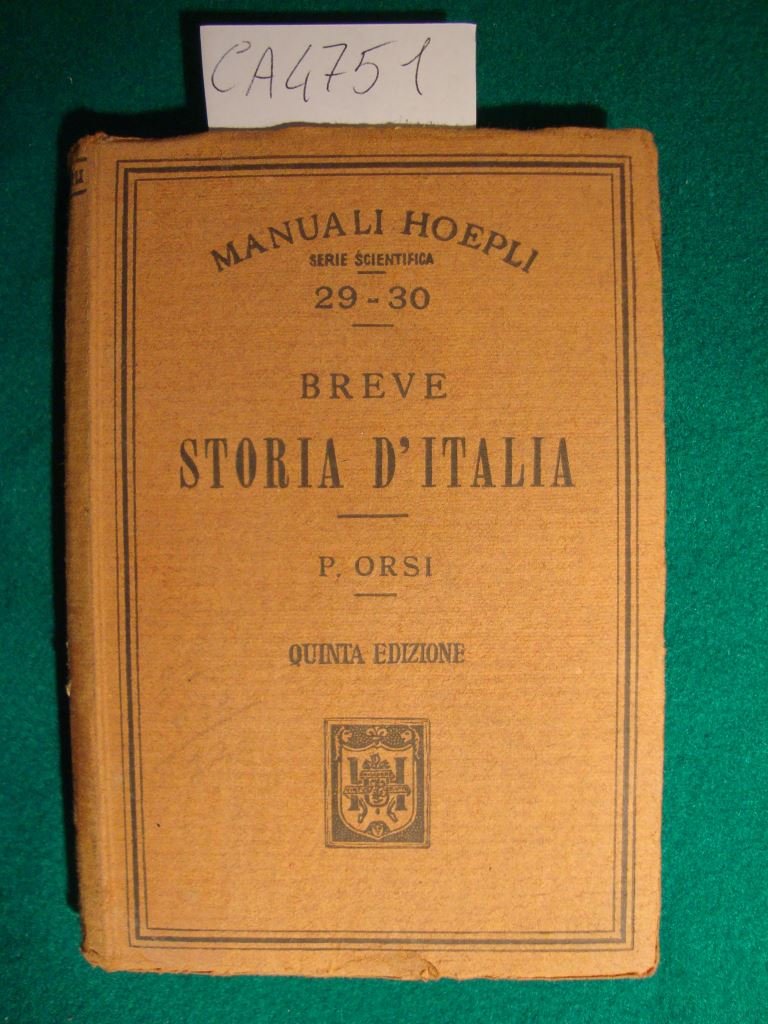 CA4751
MANUALI HOEPLI
SERIE SCIENTIFICA
29-30
BREVE
STORIA D'ITALIA
P. ORSI
QUINTA EDIZIONE